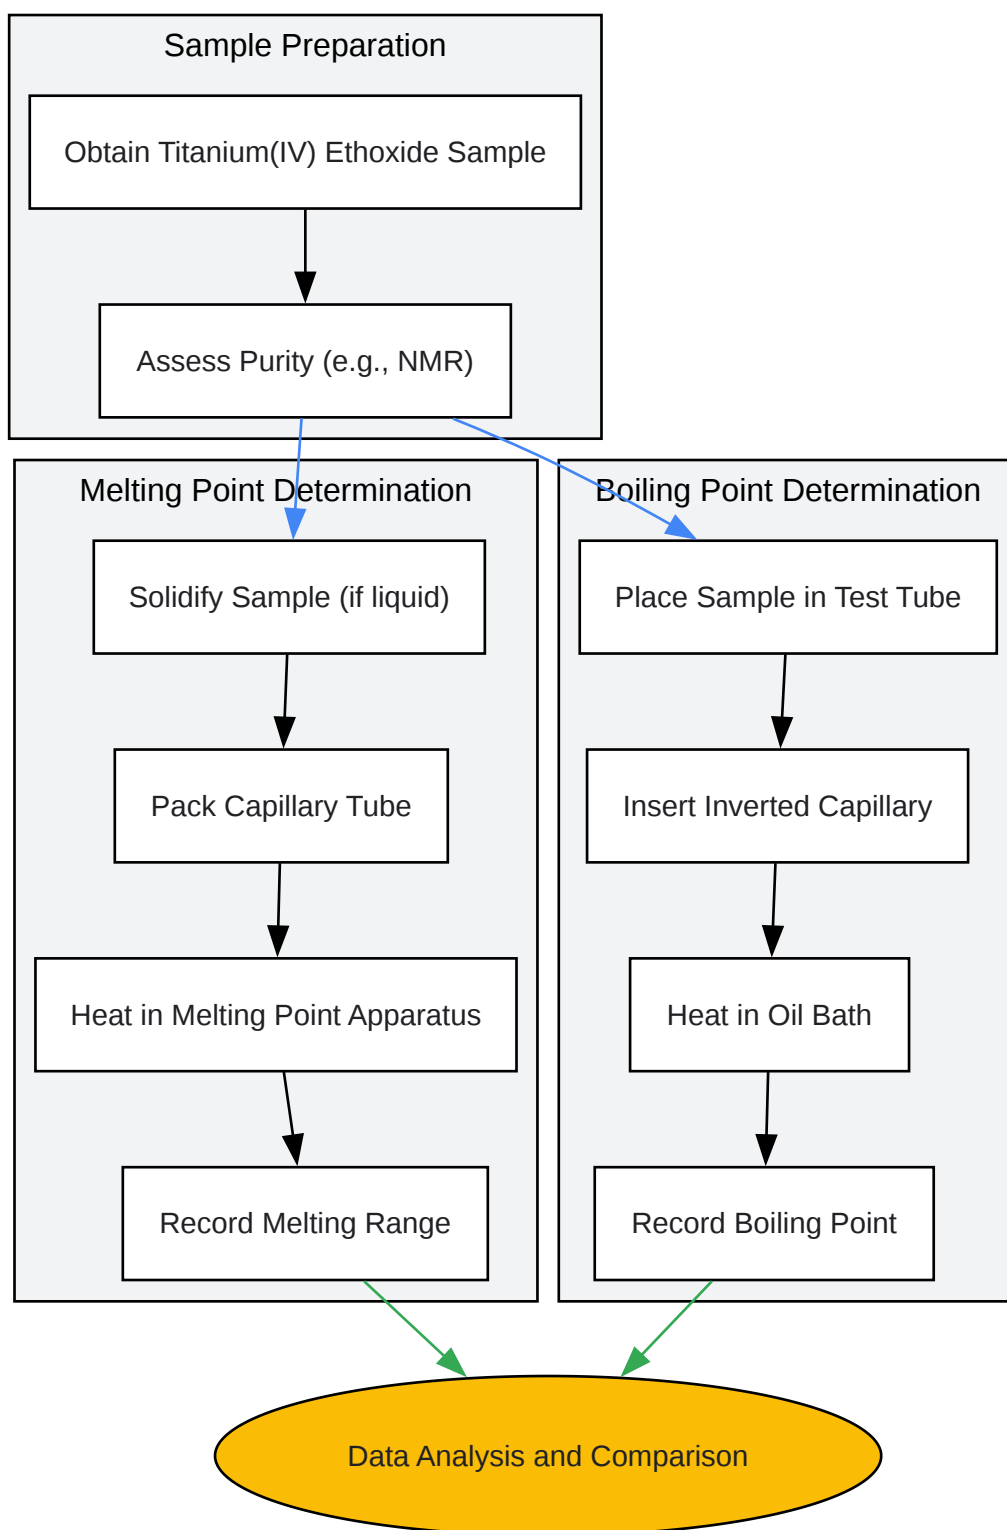 Sample Preparation
Obtain Titanium(IV) Ethoxide Sample
Assess Purity (e.g., NMR)
Melting Point Determination
Solidify Sample (if liquid)
Pack Capillary Tube
Heat in Melting Point Apparatus
Record Melting Range
Boiling Point Determination
Place Sample in Test Tube
Insert Inverted Capillary
Heat in Oil Bath
Record Boiling Point
Data Analysis and Comparison